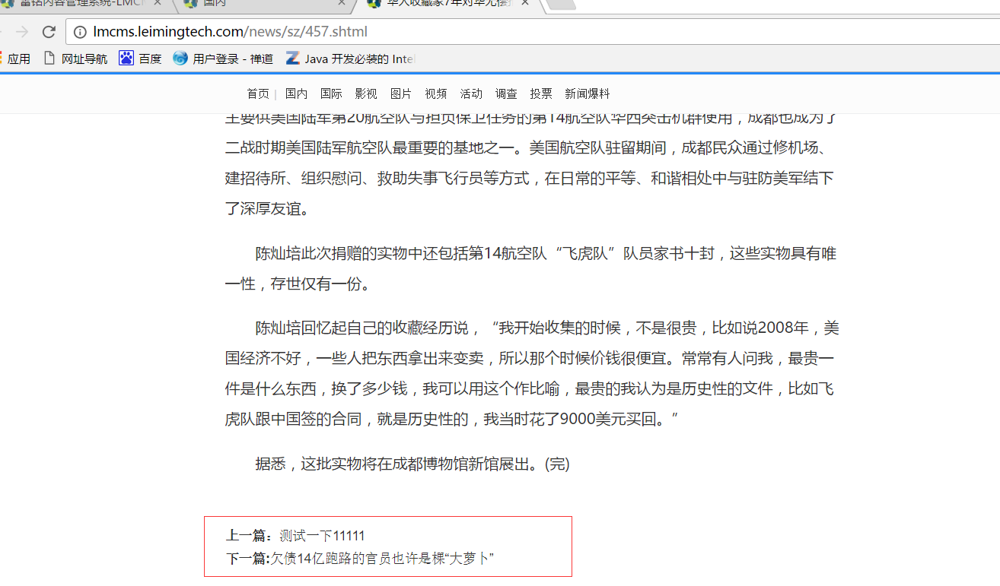 雷铭内容管理系统-LMCM
国内
华人收藏家7年对华无偿捐
lmcms.leimingtech.com/news/sz/457.shtml
应用 网址导航 百度 用户登录 - 禅道 Java 开发必装的 Intel
首页 | 国内 国际 影视 图片 视频 活动 调查 投票 新闻爆料
主要供美国陆军第20航空队与担负保卫任务的第14航空队华西突击机群使用，成都也成为了
二战时期美国陆军航空队最重要的基地之一。美国航空队驻留期间，成都民众通过修机场、
建招待所、组织慰问、救助失事飞行员等方式，在日常的平等、和谐相处中与驻防美军结下
了深厚友谊。
陈灿培此次捐赠的实物中还包括第14航空队“飞虎队”队员家书十封，这些实物具有唯
一性，存世仅有一份。
陈灿培回忆起自己的收藏经历说，“我开始收集的时候，不是很贵，比如说2008年，美
国经济不好，一些人把东西拿出来变卖，所以那个时候价钱很便宜。常常有人问我，最贵一
件是什么东西，换了多少钱，我可以用这个作比喻，最贵的我认为是历史性的文件，比如飞
虎队跟中国签的合同，就是历史性的，我当时花了9000美元买回。”
据悉，这批实物将在成都博物馆新馆展出。(完)
上一篇：测试一下11111
下一篇:欠债14亿跑路的官员也许是棵“大萝卜”